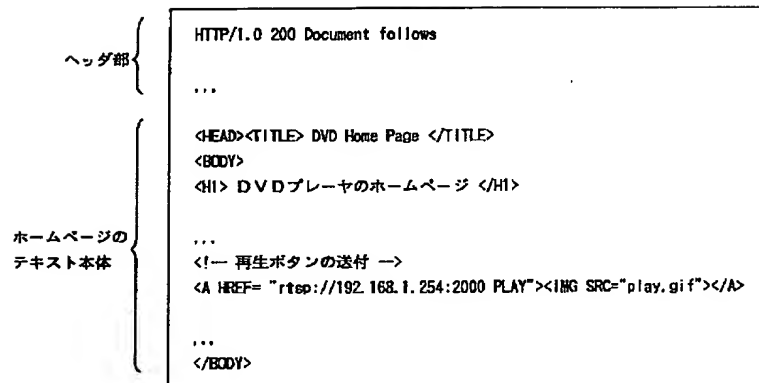 HTTP/1.0 200 Document follows
ヘッダ部
...
<HEAD><TITLE> DVD Home Page </TITLE>
<BODY>
<H1> DVDプレーヤのホームページ </H1>
ホームページの
テキスト本体
...
<!— 再生ボタンの送付 —>
<A HREF= "rtsp://192.168.1.254:2000 PLAY"><IMG SRC="play.gif"></A>
...
</BODY>